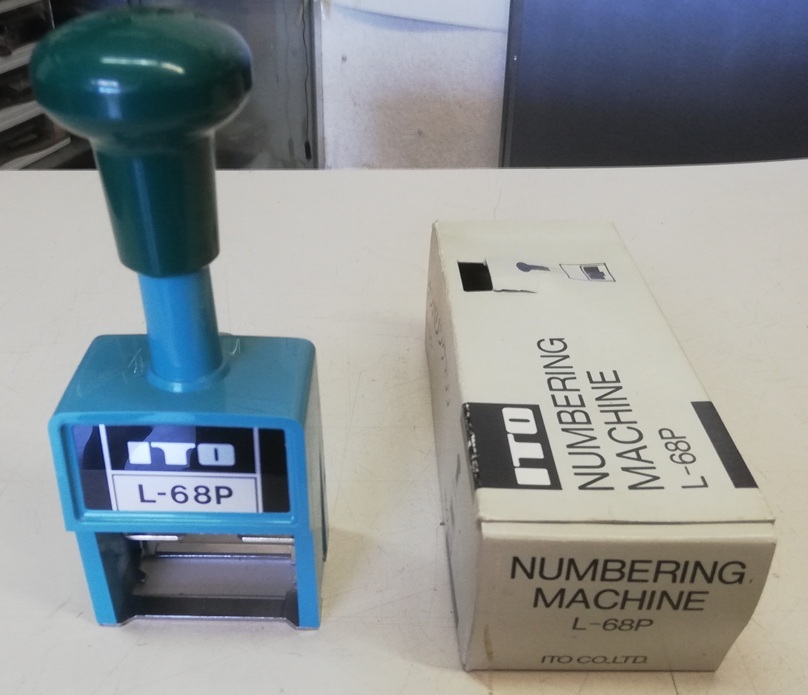 ITO
L-68P
ITO
NUMBERING
MACHINE
L-68P
NUMBERING
MACHINE
L-68P
ITO CO.,LTD.